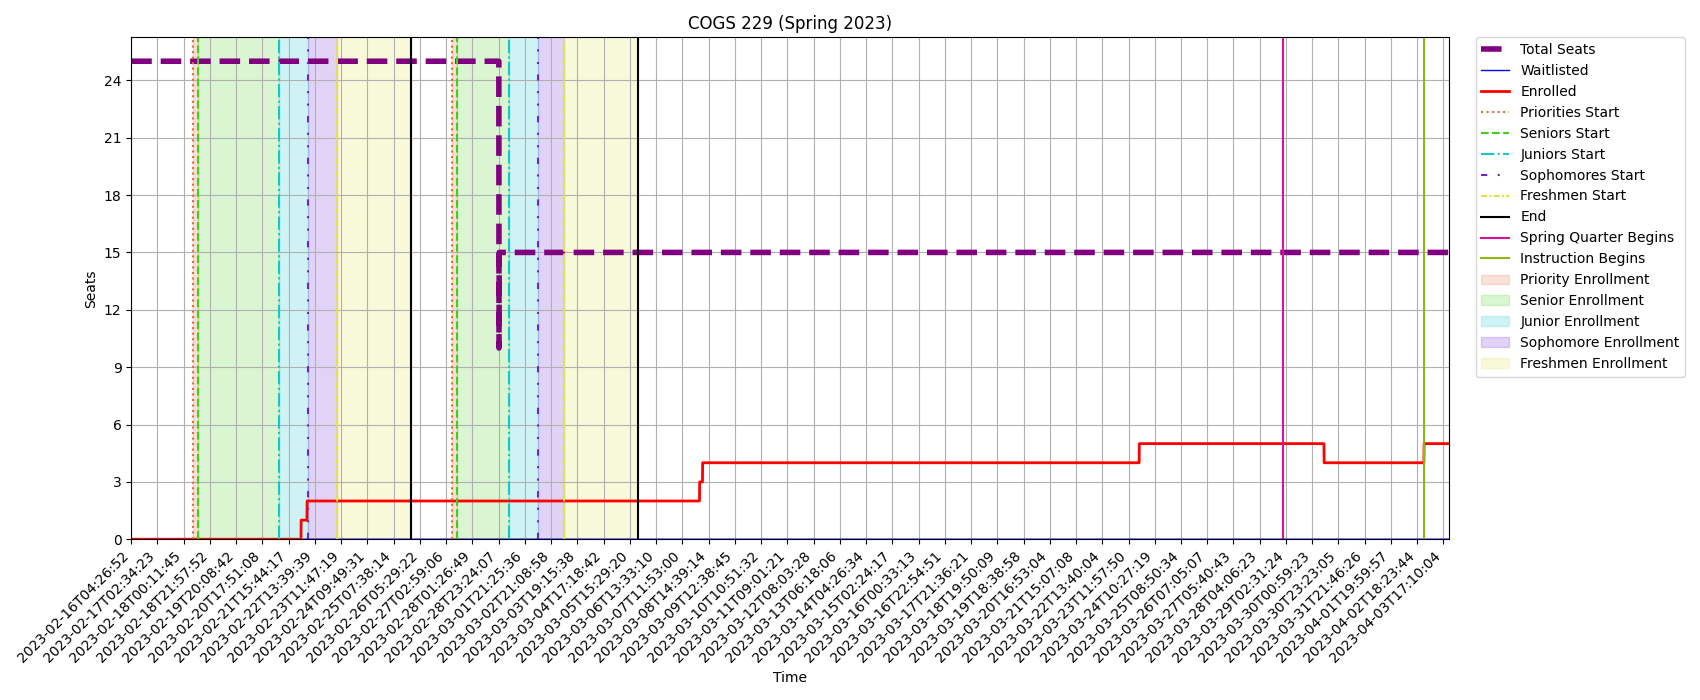 COGS 229 (Spring 2023)
Seats
24
21
18
15
12
9
6
3
0
2023-02-16T04:26:52
2023-02-17T02:34:23
2023-02-18T00:11:45
2023-02-18T21:57:52
2023-02-19T20:08:42
2023-02-20T17:51:08
2023-02-21T15:44:17
2023-02-22T13:39:39
2023-02-23T11:47:19
2023-02-24T09:49:31
2023-02-25T07:38:14
2023-02-26T05:29:22
2023-02-27T02:59:06
2023-02-28T01:26:49
2023-02-28T23:24:07
2023-03-01T21:25:36
2023-03-02T21:08:58
2023-03-03T19:15:38
2023-03-04T17:18:42
2023-03-05T15:29:20
2023-03-06T13:33:10
2023-03-07T11:53:00
2023-03-08T14:39:14
2023-03-09T12:38:45
2023-03-10T10:51:32
2023-03-11T09:01:21
2023-03-12T08:03:28
2023-03-13T06:18:06
2023-03-14T04:26:34
2023-03-15T02:24:17
2023-03-16T00:33:13
2023-03-16T22:54:51
2023-03-17T21:36:21
2023-03-18T19:50:09
2023-03-19T18:38:58
2023-03-20T16:53:04
2023-03-21T15:07:08
2023-03-22T13:40:04
2023-03-23T11:57:50
2023-03-24T10:27:19
2023-03-25T08:50:34
2023-03-26T07:05:07
2023-03-27T05:40:43
2023-03-28T04:06:23
2023-03-29T02:31:24
2023-03-30T00:59:23
2023-03-30T23:23:05
2023-03-31T21:46:26
2023-04-01T19:59:57
2023-04-02T18:23:44
2023-04-03T17:10:04
Time
Total Seats
Waitlisted
Enrolled
Priorities Start
Seniors Start
Juniors Start
Sophomores Start
Freshmen Start
End
Spring Quarter Begins
Instruction Begins
Priority Enrollment
Senior Enrollment
Junior Enrollment
Sophomore Enrollment
Freshmen Enrollment